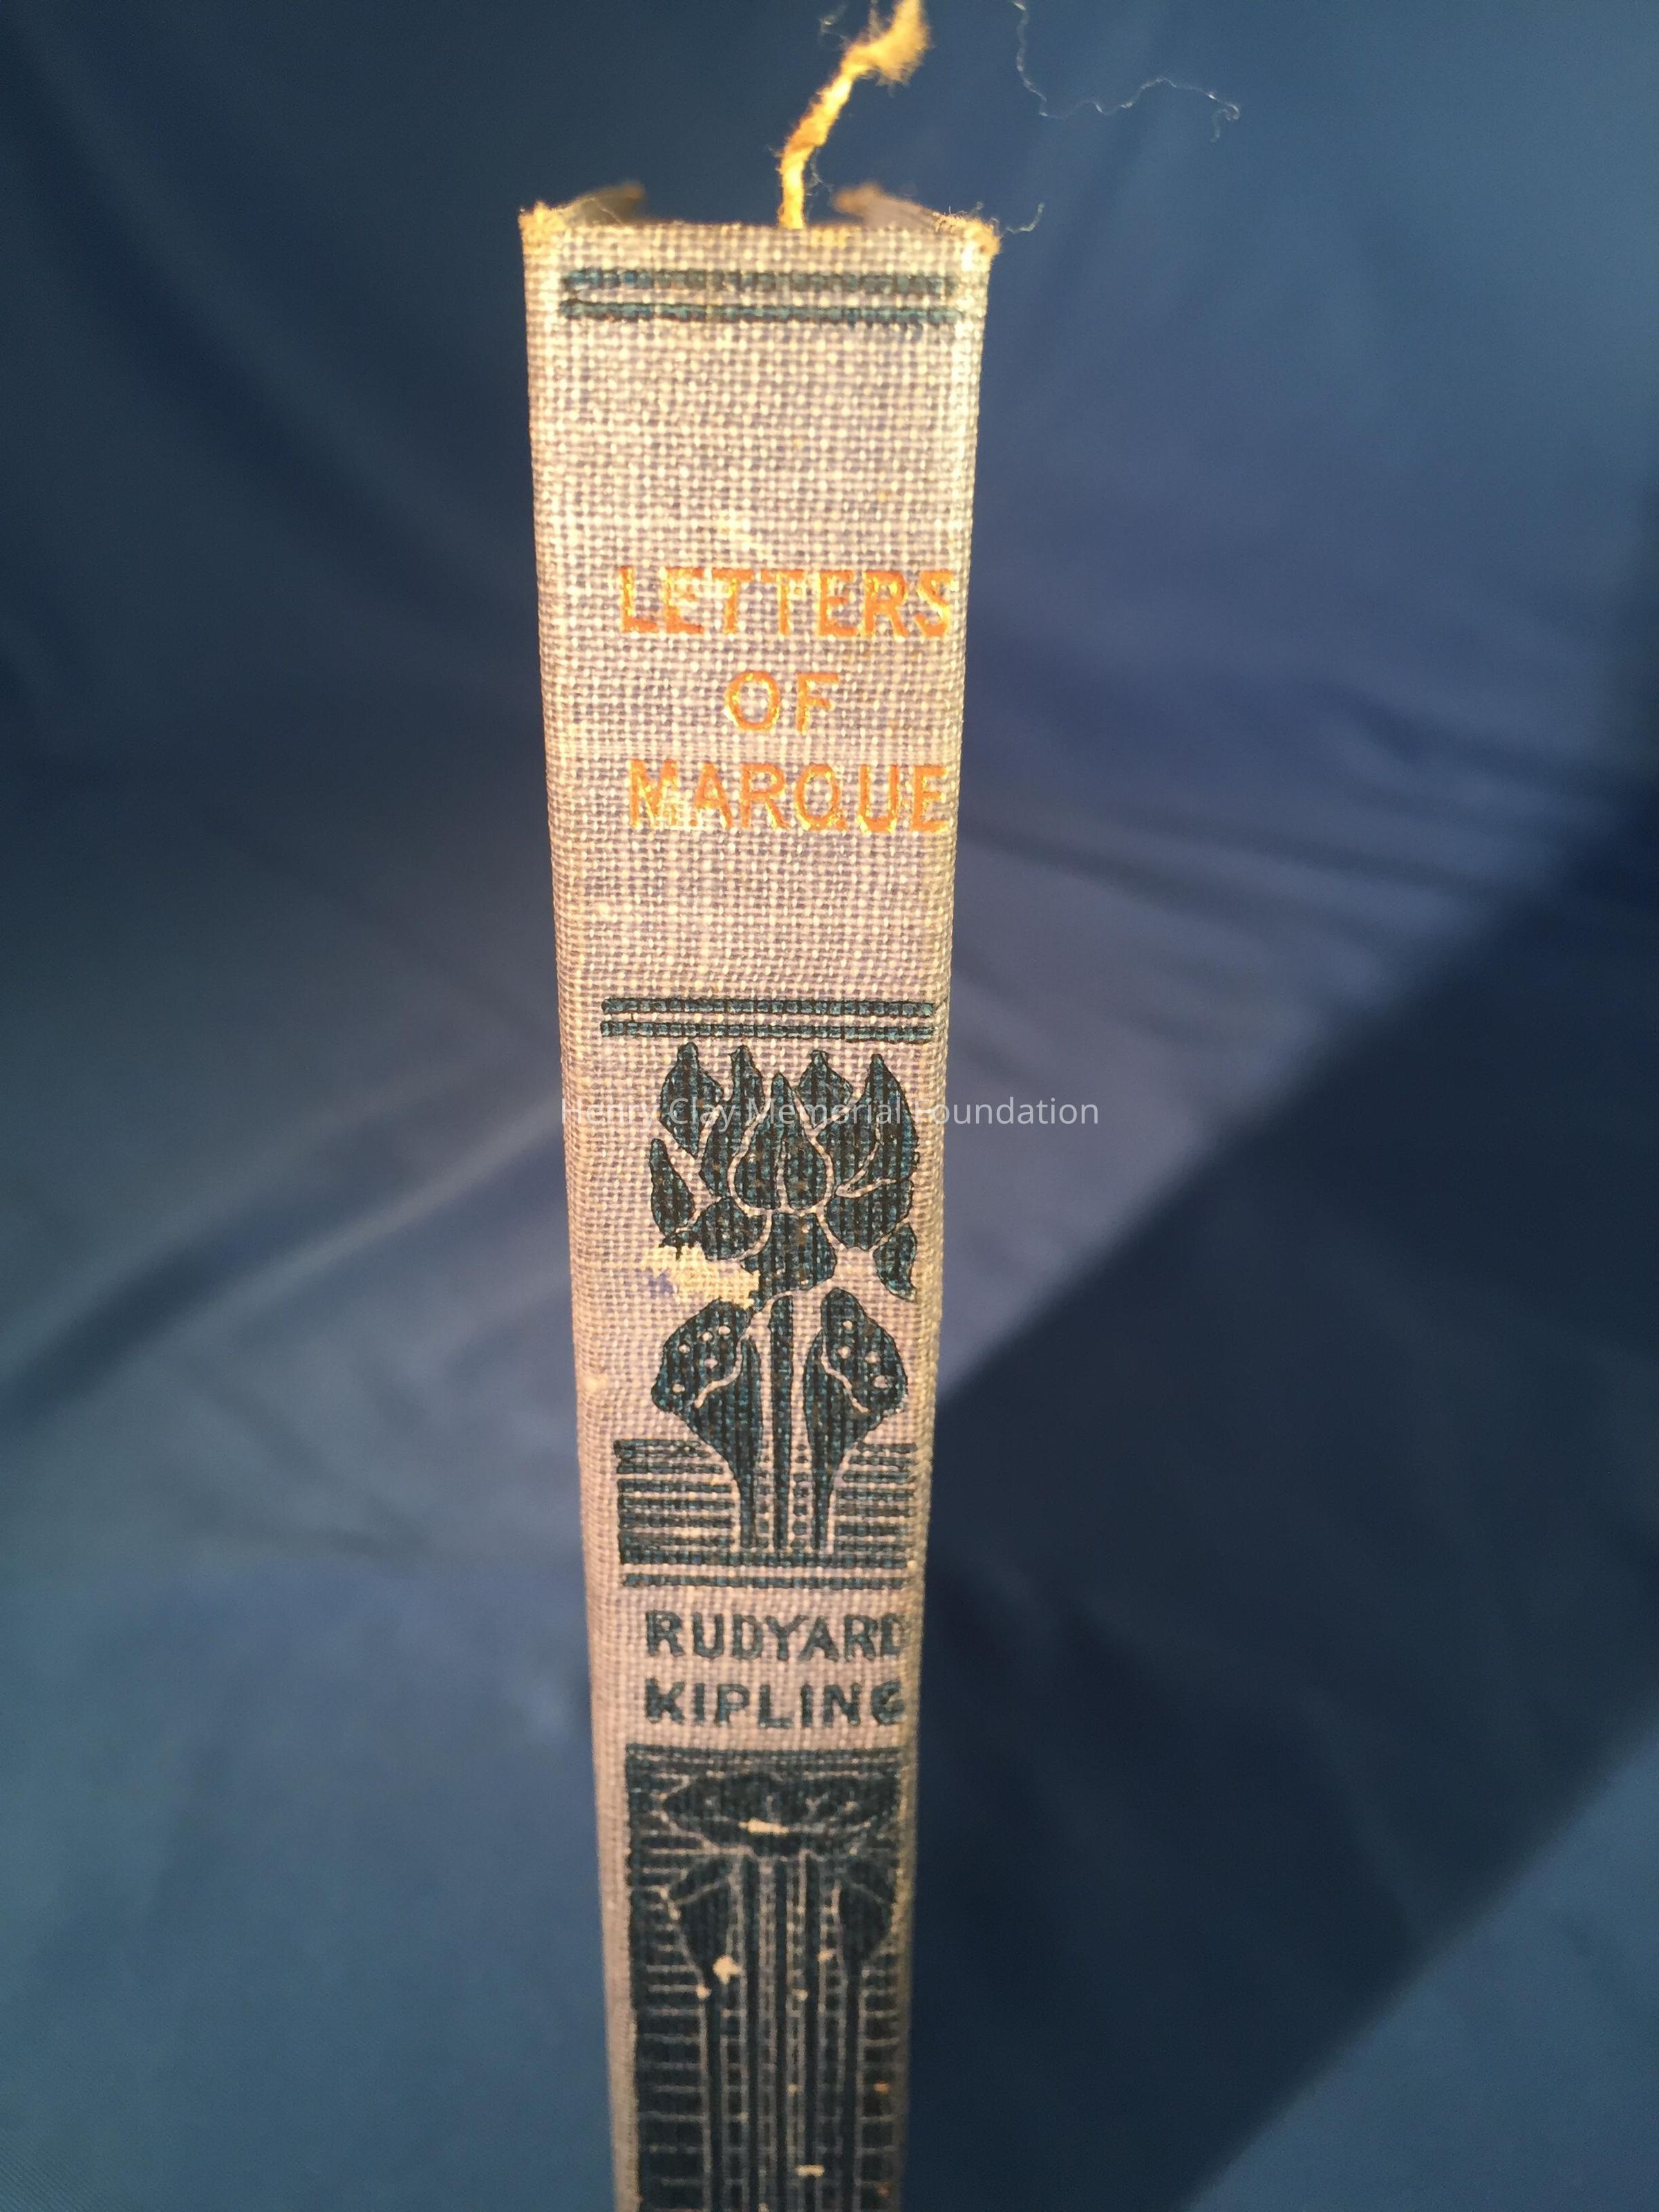 LETTERS
OF
MARQUE
Henry Clay Memorial Foundation
RUDYARD
KIPLING